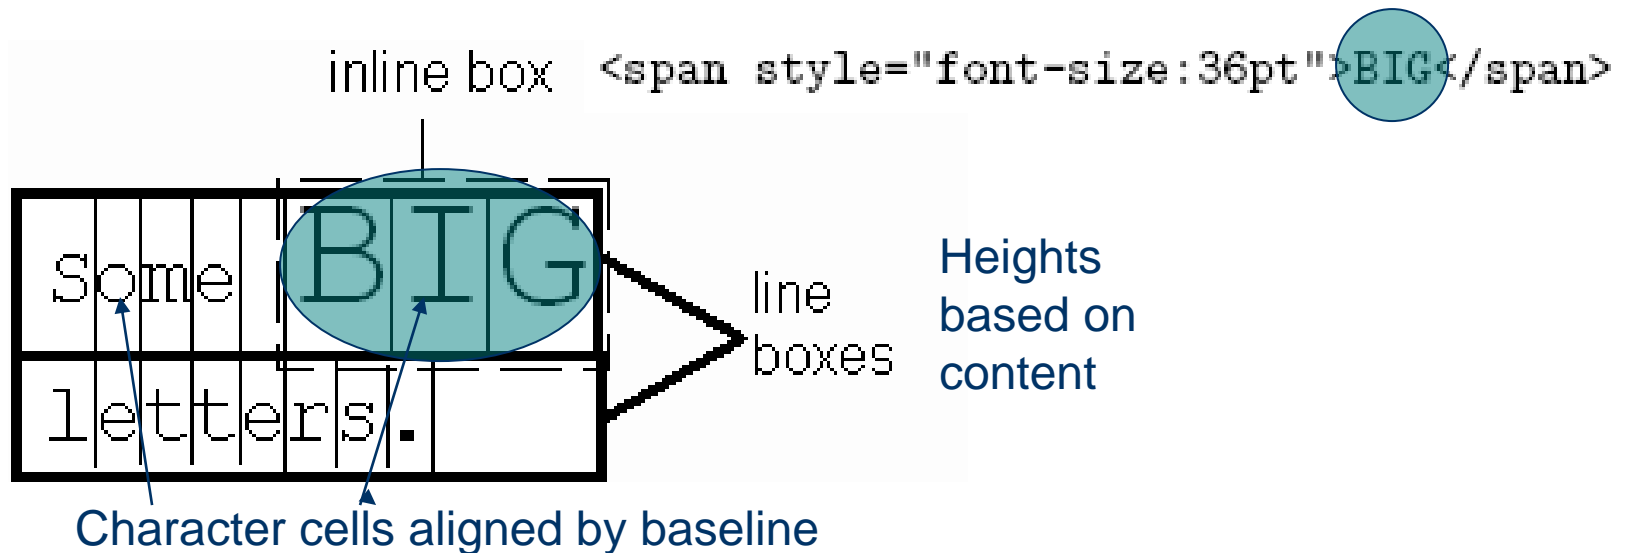 inline box <span style="font-size:36pt">BIG</span>
Some BIG
letters.
line
boxes
Heights
based on
content
Character cells aligned by baseline